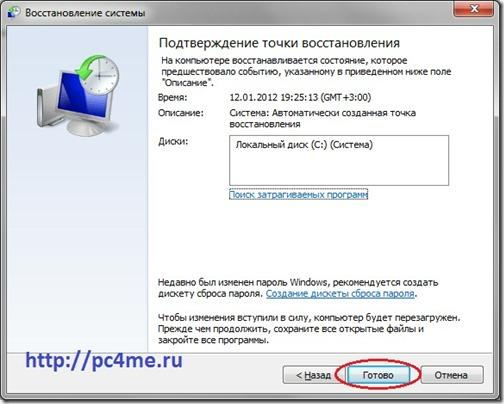 Восстановление системы
Подтверждение точки восстановления
На компьютере восстанавливается состояние, которое
предшествовало событию, указанному в приведенном ниже поле
"Описание".
Время: 12.01.2012 19:25:13 (GMT+3:00)
Описание: Система: Автоматически созданная точка
восстановления
Диски: Локальный диск (C:) (Система)
Поиск затрагиваемых программ
Недавно был изменен пароль Windows, рекомендуется создать
дискету сброса пароля. Создание дискеты сброса пароля.
Чтобы изменения вступили в силу, компьютер будет перезагружен.
Прежде чем продолжить, сохраните все открытые файлы и
закройте все программы.
http://pc4me.ru
< Назад Готово Отмена